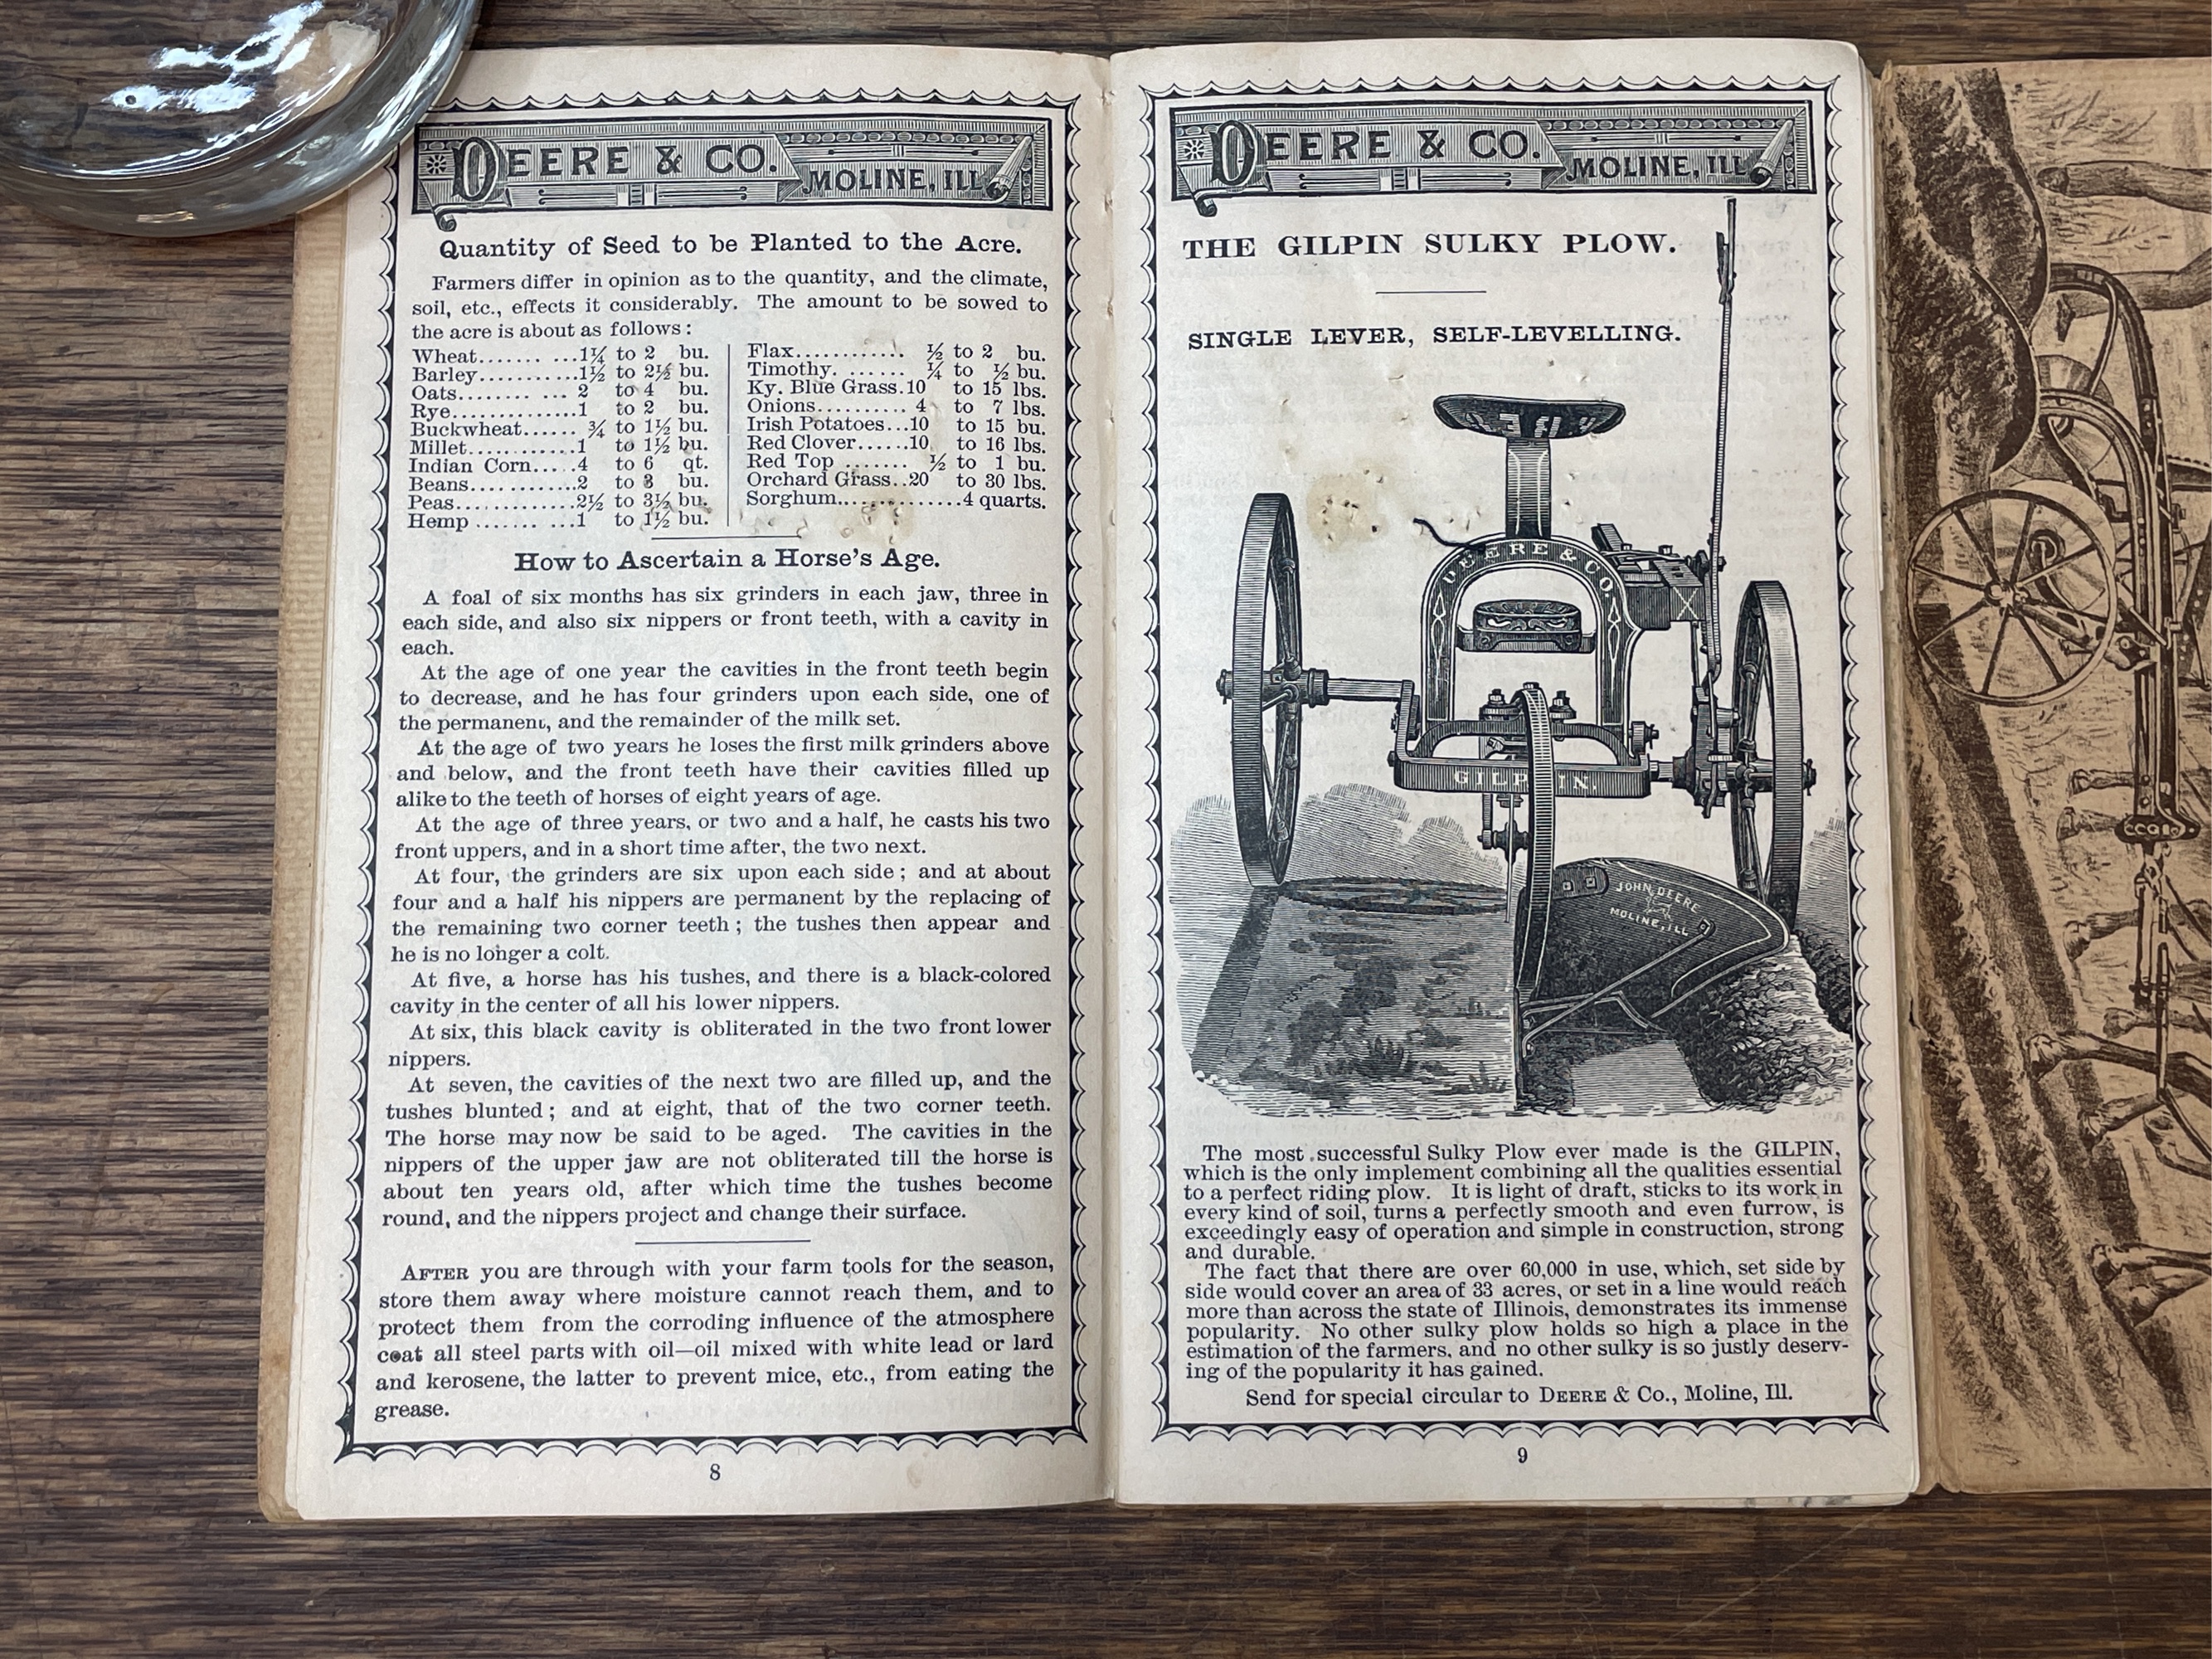 DEERE & CO. MOLINE, ILL
Quantity of Seed to be Planted to the Acre.
Farmers differ in opinion as to the quantity, and the climate,
soil, etc., effects it considerably. The amount to be sowed to
the acre is about as follows:
Wheat....... ...1¼ to 2 bu.
Barley...........1½ to 2½ bu.
Oats........ ... 2 to 4 bu.
Rye..............1 to 2 bu.
Buckwheat...... ¾ to 1½ bu.
Millet............1 to 1½ bu.
Indian Corn.....4 to 6 qt.
Beans............2 to 3 bu.
Peas.............2½ to 3½ bu.
Hemp ....... ...1 to 1½ bu.
Flax............ ½ to 2 bu.
Timothy. ....... ¼ to ½ bu.
Ky. Blue Grass.10 to 15 lbs.
Onions.......... 4 to 7 lbs.
Irish Potatoes...10 to 15 bu.
Red Clover......10 to 16 lbs.
Red Top ....... ½ to 1 bu.
Orchard Grass..20 to 30 lbs.
Sorghum..............4 quarts.
How to Ascertain a Horse's Age.
A foal of six months has six grinders in each jaw, three in
each side, and also six nippers or front teeth, with a cavity in
each.
At the age of one year the cavities in the front teeth begin
to decrease, and he has four grinders upon each side, one of
the permanent, and the remainder of the milk set.
At the age of two years he loses the first milk grinders above
and below, and the front teeth have their cavities filled up
alike to the teeth of horses of eight years of age.
At the age of three years, or two and a half, he casts his two
front uppers, and in a short time after, the two next.
At four, the grinders are six upon each side; and at about
four and a half his nippers are permanent by the replacing of
the remaining two corner teeth; the tushes then appear and
he is no longer a colt.
At five, a horse has his tushes, and there is a black-colored
cavity in the center of all his lower nippers.
At six, this black cavity is obliterated in the two front lower
nippers.
At seven, the cavities of the next two are filled up, and the
tushes blunted; and at eight, that of the two corner teeth.
The horse may now be said to be aged. The cavities in the
nippers of the upper jaw are not obliterated till the horse is
about ten years old, after which time the tushes become
round, and the nippers project and change their surface.
AFTER you are through with your farm tools for the season,
store them away where moisture cannot reach them, and to
protect them from the corroding influence of the atmosphere
coat all steel parts with oil—oil mixed with white lead or lard
and kerosene, the latter to prevent mice, etc., from eating the
grease.
8
DEERE & CO. MOLINE, ILL
THE GILPIN SULKY PLOW.
SINGLE LEVER, SELF-LEVELLING.
DEERE & CO.
GILPIN.
JOHN DEERE
MOLINE, ILL
The most successful Sulky Plow ever made is the GILPIN,
which is the only implement combining all the qualities essential
to a perfect riding plow. It is light of draft, sticks to its work in
every kind of soil, turns a perfectly smooth and even furrow, is
exceedingly easy of operation and simple in construction, strong
and durable.
The fact that there are over 60,000 in use, which, set side by
side would cover an area of 33 acres, or set in a line would reach
more than across the state of Illinois, demonstrates its immense
popularity. No other sulky plow holds so high a place in the
estimation of the farmers, and no other sulky is so justly deserv-
ing of the popularity it has gained.
Send for special circular to DEERE & Co., Moline, Ill.
9